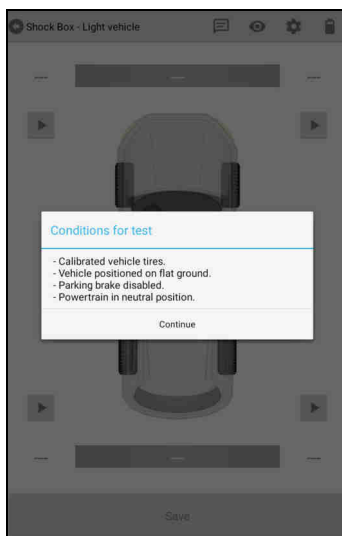 Shock Box - Light vehicle
Conditions for test
- Calibrated vehicle tires.
- Vehicle positioned on flat ground.
- Parking brake disabled.
- Powertrain in neutral position.
Continue
Save